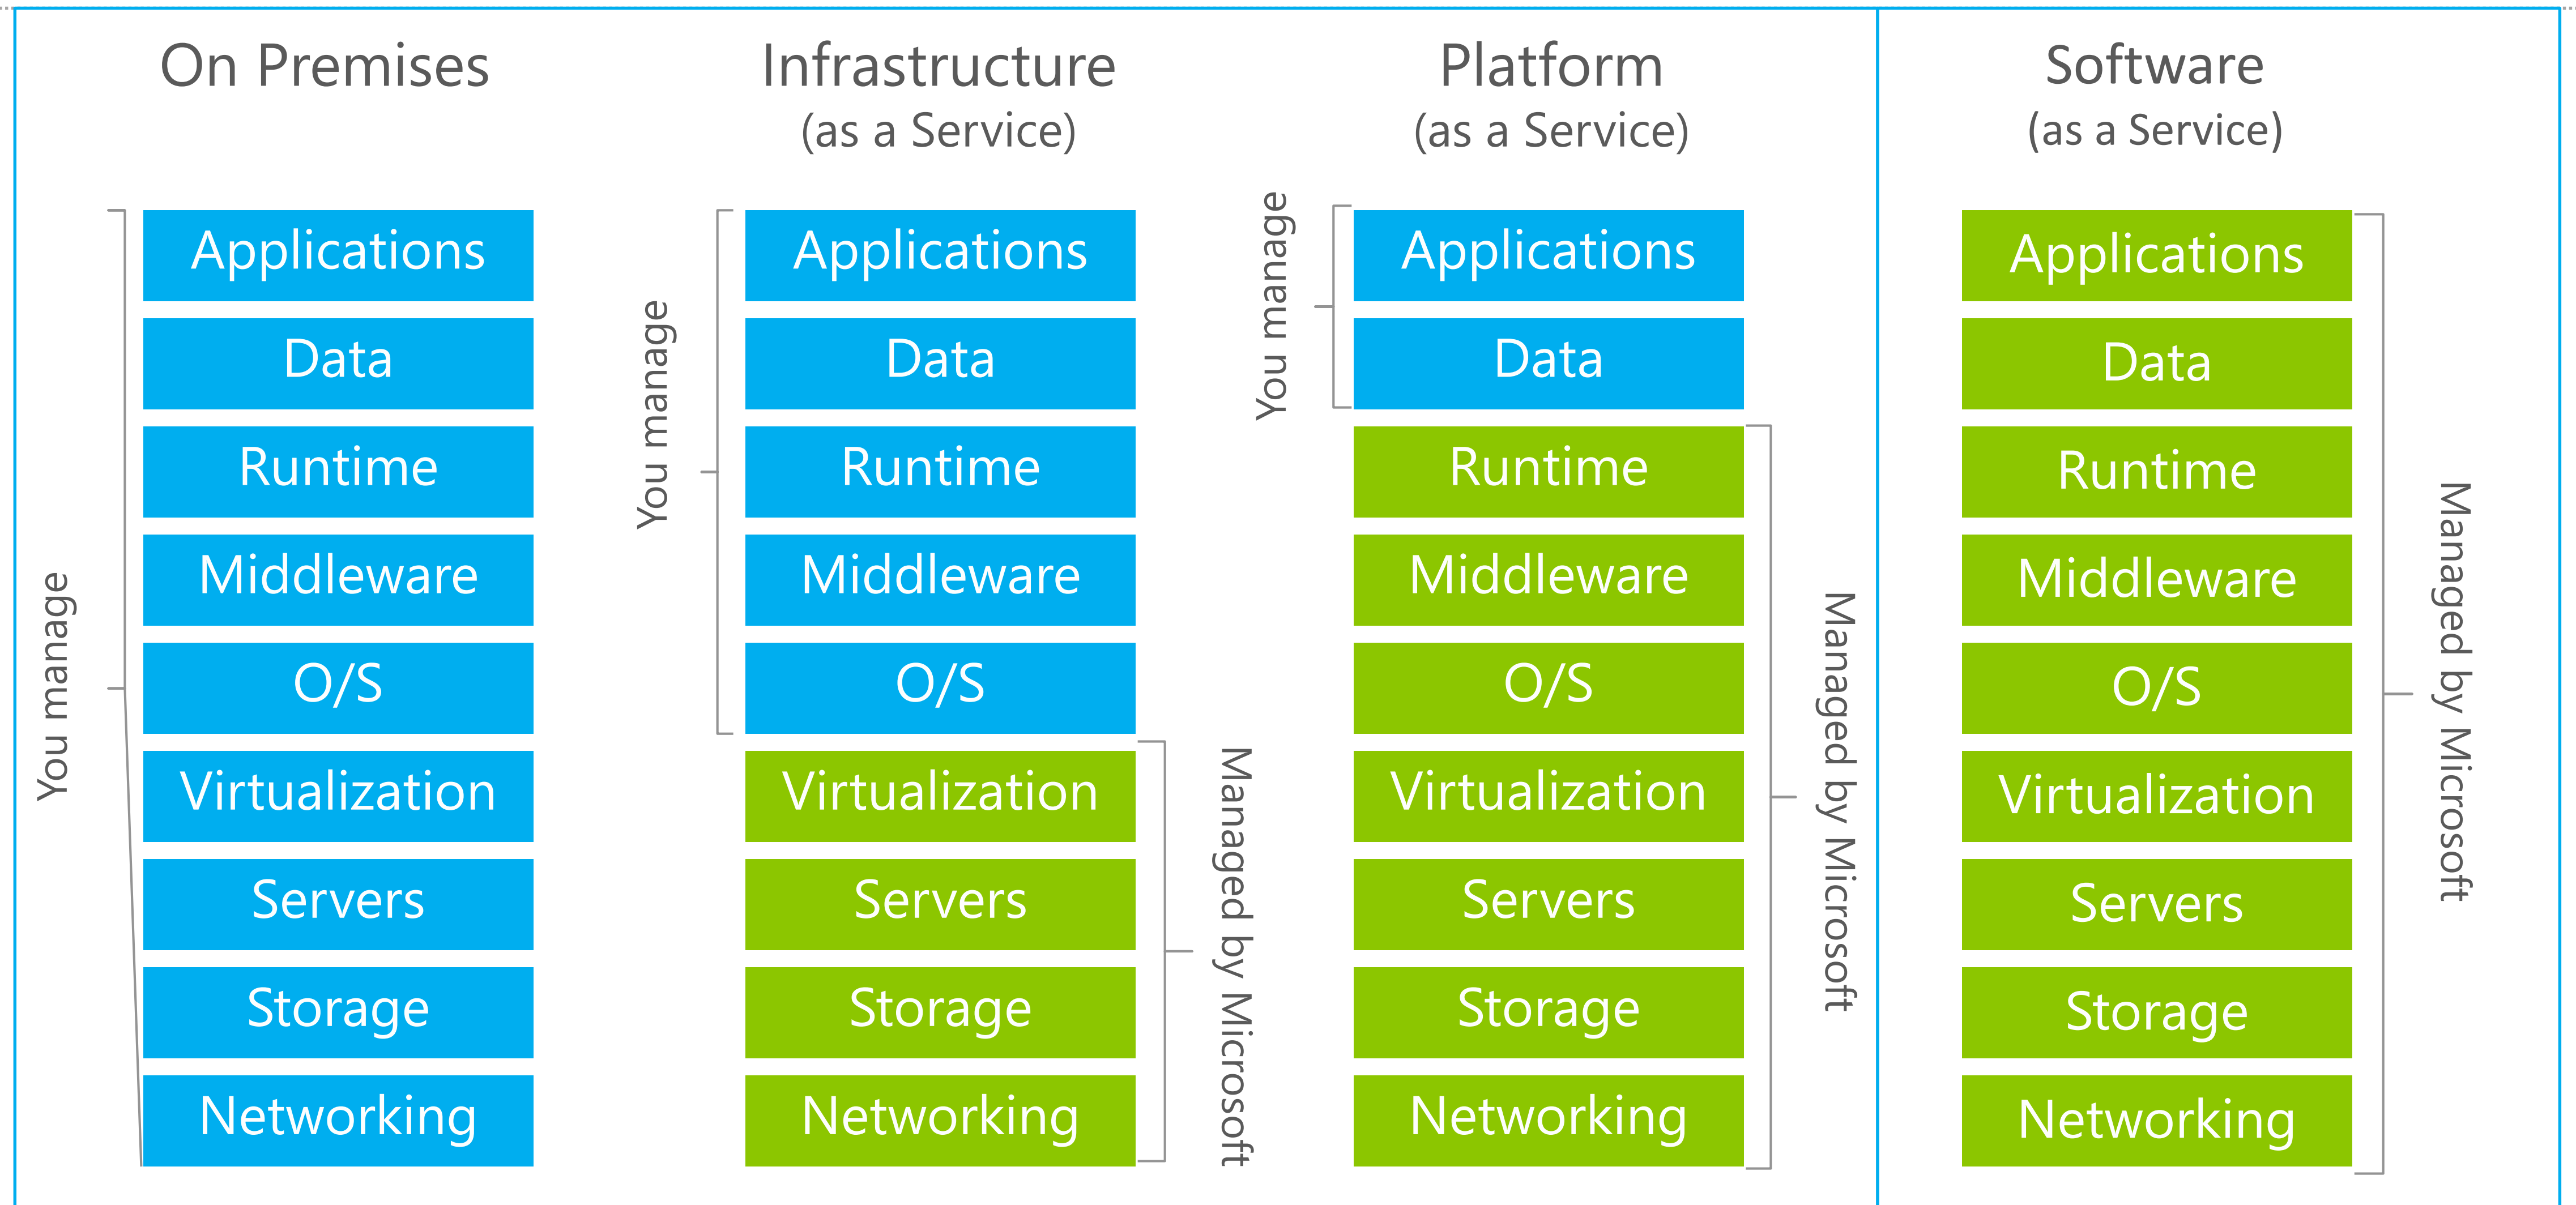 On Premises
You manage
Applications
Data
Runtime
Middleware
O/S
Virtualization
Servers
Storage
Networking
Infrastructure
(as a Service)
You manage
Applications
Data
Runtime
Middleware
O/S
Virtualization
Servers
Storage
Networking
Managed by Microsoft
Platform
(as a Service)
You manage
Applications
Data
Runtime
Middleware
O/S
Virtualization
Servers
Storage
Networking
Managed by Microsoft
Software
(as a Service)
Applications
Data
Runtime
Middleware
O/S
Virtualization
Servers
Storage
Networking
Managed by Microsoft